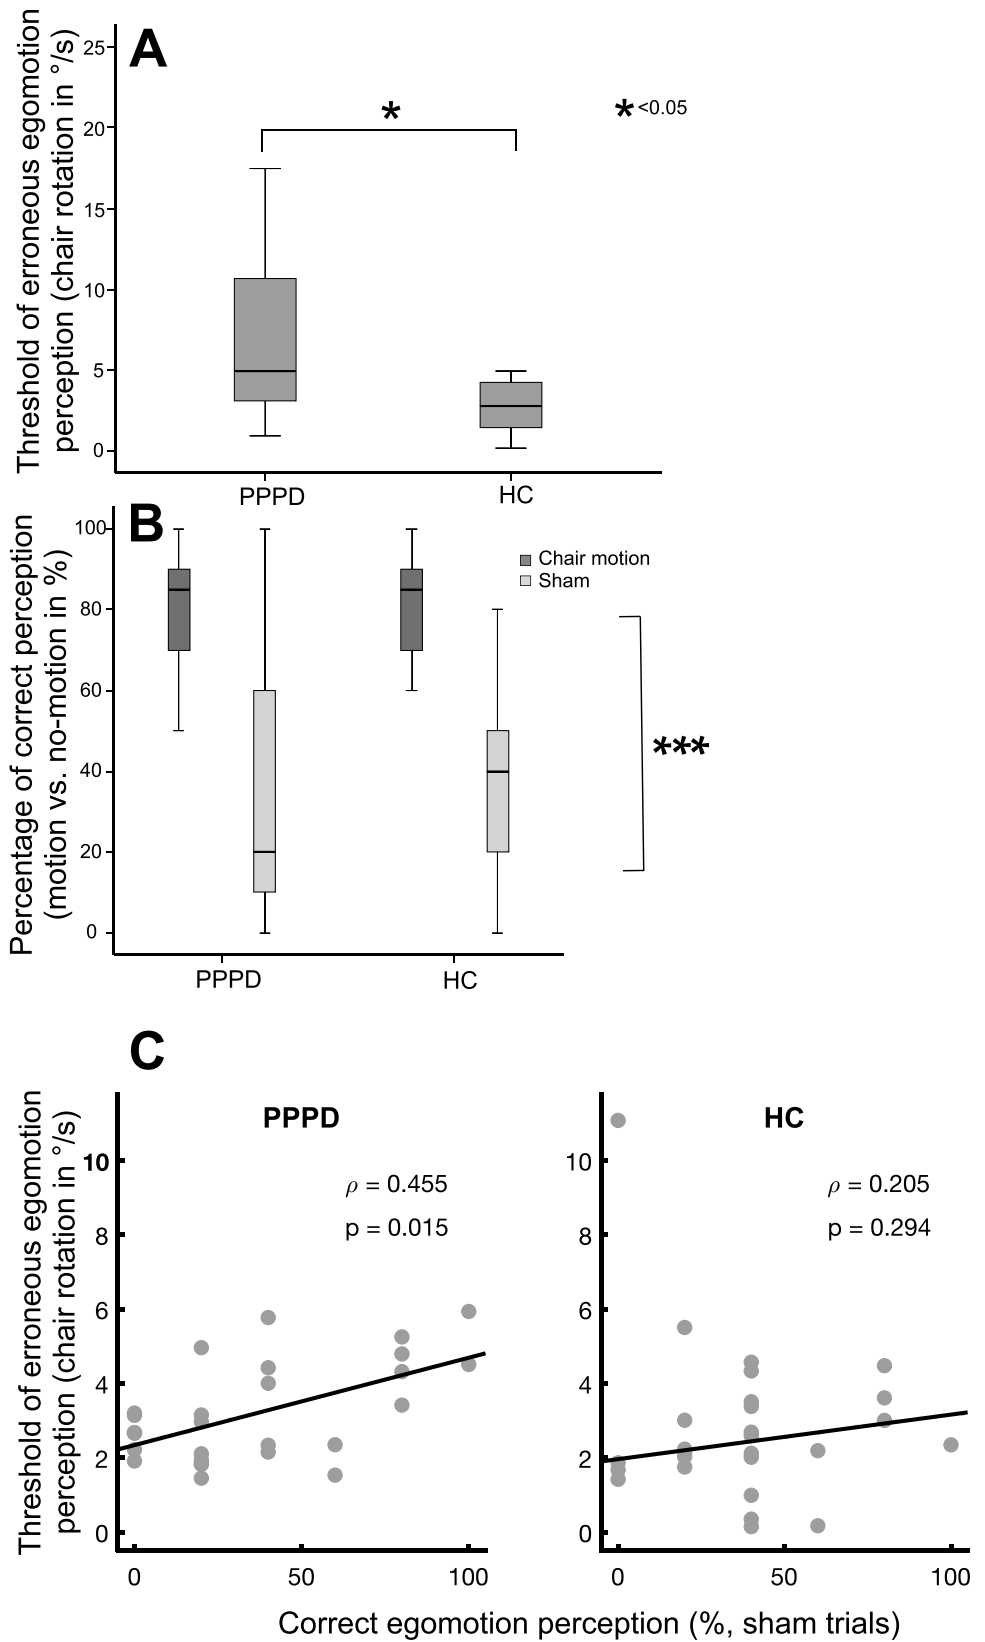 A
Threshold of erroneous egomotion
perception (chair rotation in °/s)
25
20
15
10
5
0
*
*<0.05
PPPD
HC
B
Percentage of correct perception
(motion vs. no-motion in %)
100
80
60
40
20
0
Chair motion
Sham
***
PPPD
HC
C
Threshold of erroneous egomotion
perception (chair rotation in °/s)
PPPD
10
8
6
4
2
0
ρ = 0.455
p = 0.015
0
50
100
HC
10
8
6
4
2
0
ρ = 0.205
p = 0.294
0
50
100
Correct egomotion perception (%, sham trials)